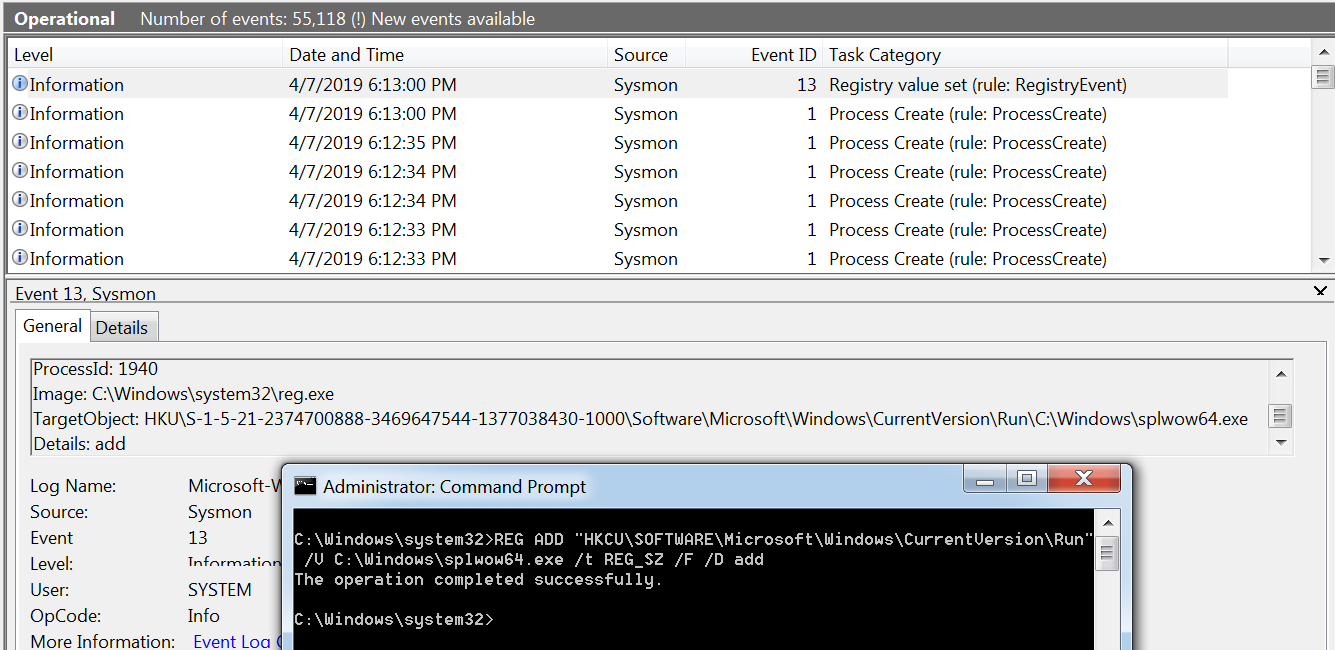 Operational Number of events: 55,118 (!) New events available
Level Date and Time Source Event ID Task Category
Information 4/7/2019 6:13:00 PM Sysmon 13 Registry value set (rule: RegistryEvent)
Information 4/7/2019 6:13:00 PM Sysmon 1 Process Create (rule: ProcessCreate)
Information 4/7/2019 6:12:35 PM Sysmon 1 Process Create (rule: ProcessCreate)
Information 4/7/2019 6:12:34 PM Sysmon 1 Process Create (rule: ProcessCreate)
Information 4/7/2019 6:12:34 PM Sysmon 1 Process Create (rule: ProcessCreate)
Information 4/7/2019 6:12:33 PM Sysmon 1 Process Create (rule: ProcessCreate)
Information 4/7/2019 6:12:33 PM Sysmon 1 Process Create (rule: ProcessCreate)
Event 13, Sysmon
General Details
ProcessId: 1940
Image: C:\Windows\system32\reg.exe
TargetObject: HKU\S-1-5-21-2374700888-3469647544-1377038430-1000\Software\Microsoft\Windows\CurrentVersion\Run\C:\Windows\splwow64.exe
Details: add
Log Name: Microsoft-W
Source: Sysmon
Event 13
Level: Information
User: SYSTEM
OpCode: Info
More Information: Event Log
Administrator: Command Prompt
C:\Windows\system32>REG ADD "HKCU\SOFTWARE\Microsoft\Windows\CurrentVersion\Run"
/V C:\Windows\splwow64.exe /t REG_SZ /F /D add
The operation completed successfully.
C:\Windows\system32>